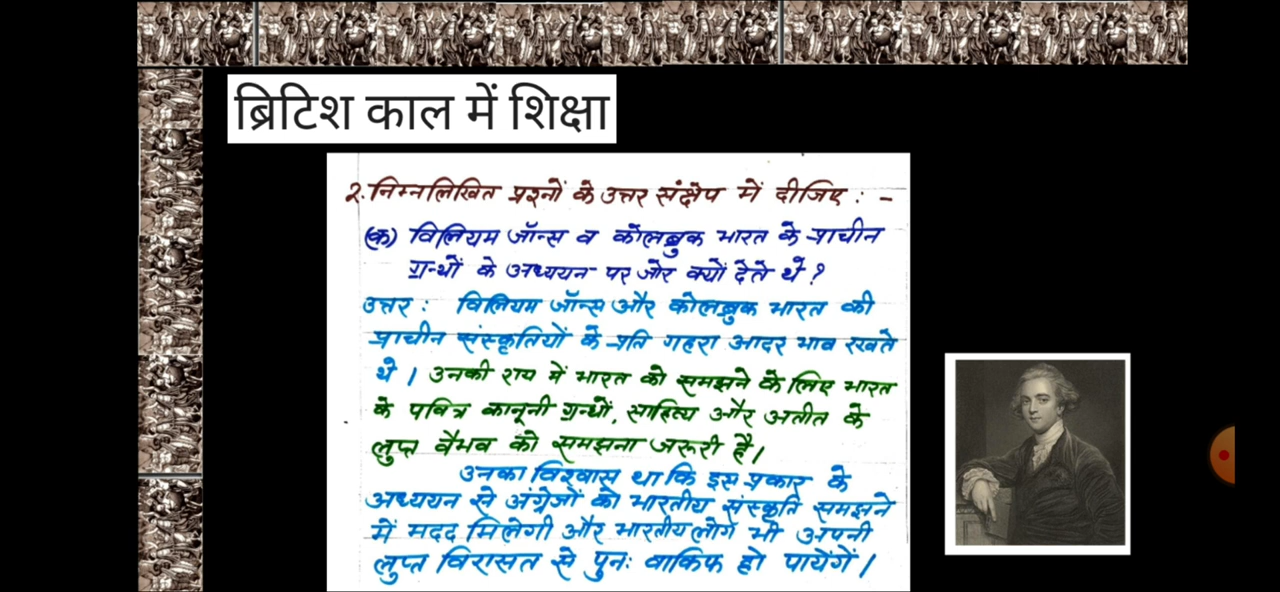 ब्रिटिश काल में शिक्षा
२. निम्नलिखित प्रश्नों के उत्तर संक्षेप में दीजिए : -
(क) विलियम जॉन्स व कोलब्रुक भारत के प्राचीन
ग्रन्थों के अध्ययन पर जोर क्यों देते थे ?
उत्तर : विलियम जॉन्स और कोलब्रुक भारत की
प्राचीन संस्कृतियों के प्रति गहरा आदर भाव रखते
थे । उनकी राय में भारत को समझने के लिए भारत
के पवित्र कानूनी ग्रन्थों, साहित्य और अतीत के
लुप्त वैभव को समझना जरूरी है ।
उनका विश्वास था कि इस प्रकार के
अध्ययन से अंग्रेजों को भारतीय संस्कृति समझने
में मदद मिलेगी और भारतीय लोग भी अपनी
लुप्त विरासत से पुनः वाकिफ हो पायेंगें ।